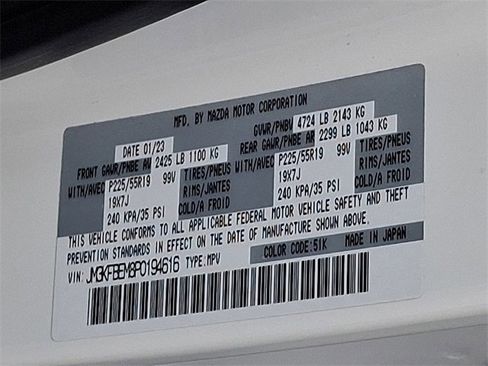 MFD. BY MAZDA MOTOR CORPORATION
DATE 01/23 GVWR/PNBV 4724 LB 2143 KG
FRONT GAWR/PNBE AV 2425 LB 1100 KG REAR GAWR/PNBE AR 2299 LB 1043 KG
WITH/AVEC P225/55R19 99V TIRES/PNEUS WITH/AVEC P225/55R19 99V TIRES/PNEUS
19X7J RIMS/JANTES 19X7J RIMS/JANTES
240 KPA/35 PSI COLD/A FROID 240 KPA/35 PSI COLD/A FROID
THIS VEHICLE CONFORMS TO ALL APPLICABLE FEDERAL MOTOR VEHICLE SAFETY AND THEFT
PREVENTION STANDARDS IN EFFECT ON THE DATE OF MANUFACTURE SHOWN ABOVE.
COLOR CODE:51K MADE IN JAPAN
VIN: JM3KFBEM8P0194616 TYPE:MPV